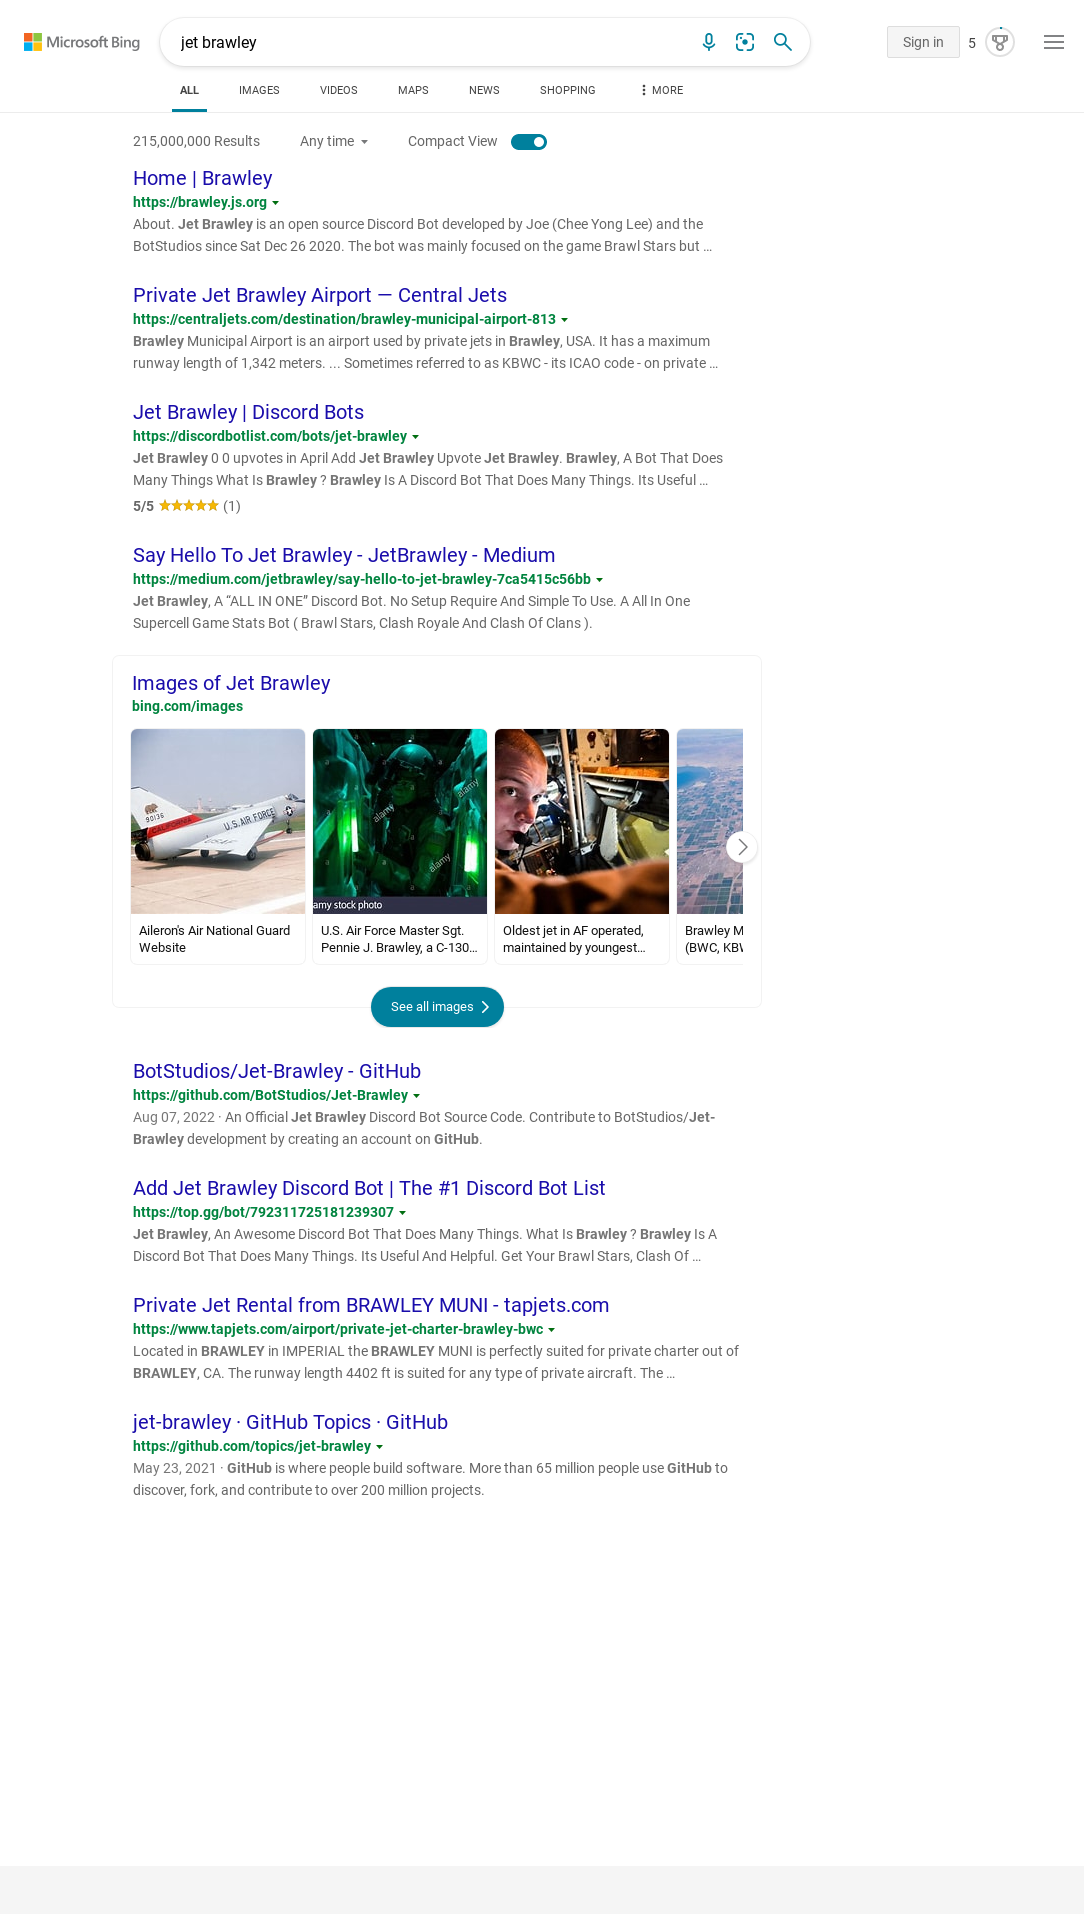 Microsoft Bing
jet brawley
Sign in
5
ALL
IMAGES
VIDEOS
MAPS
NEWS
SHOPPING
MORE
215,000,000 Results
Any time
Compact View
Home | Brawley
https://brawley.js.org
About. Jet Brawley is an open source Discord Bot developed by Joe (Chee Yong Lee) and the
BotStudios since Sat Dec 26 2020. The bot was mainly focused on the game Brawl Stars but …
Private Jet Brawley Airport — Central Jets
https://centraljets.com/destination/brawley-municipal-airport-813
Brawley Municipal Airport is an airport used by private jets in Brawley, USA. It has a maximum
runway length of 1,342 meters. ... Sometimes referred to as KBWC - its ICAO code - on private …
Jet Brawley | Discord Bots
https://discordbotlist.com/bots/jet-brawley
Jet Brawley 0 0 upvotes in April Add Jet Brawley Upvote Jet Brawley. Brawley, A Bot That Does
Many Things What Is Brawley ? Brawley Is A Discord Bot That Does Many Things. Its Useful …
5/5 (1)
Say Hello To Jet Brawley - JetBrawley - Medium
https://medium.com/jetbrawley/say-hello-to-jet-brawley-7ca5415c56bb
Jet Brawley, A “ALL IN ONE” Discord Bot. No Setup Require And Simple To Use. A All In One
Supercell Game Stats Bot ( Brawl Stars, Clash Royale And Clash Of Clans ).
Images of Jet Brawley
bing.com/images
90136
CALIFORNIA
U.S. AIR FORCE
alamy
alamy
alamy
amy stock photo
Aileron's Air National Guard
Website
U.S. Air Force Master Sgt.
Pennie J. Brawley, a C-130…
Oldest jet in AF operated,
maintained by youngest…
Brawley M
(BWC, KBW
See all images
BotStudios/Jet-Brawley - GitHub
https://github.com/BotStudios/Jet-Brawley
Aug 07, 2022 · An Official Jet Brawley Discord Bot Source Code. Contribute to BotStudios/Jet-
Brawley development by creating an account on GitHub.
Add Jet Brawley Discord Bot | The #1 Discord Bot List
https://top.gg/bot/792311725181239307
Jet Brawley, An Awesome Discord Bot That Does Many Things. What Is Brawley ? Brawley Is A
Discord Bot That Does Many Things. Its Useful And Helpful. Get Your Brawl Stars, Clash Of …
Private Jet Rental from BRAWLEY MUNI - tapjets.com
https://www.tapjets.com/airport/private-jet-charter-brawley-bwc
Located in BRAWLEY in IMPERIAL the BRAWLEY MUNI is perfectly suited for private charter out of
BRAWLEY, CA. The runway length 4402 ft is suited for any type of private aircraft. The …
jet-brawley · GitHub Topics · GitHub
https://github.com/topics/jet-brawley
May 23, 2021 · GitHub is where people build software. More than 65 million people use GitHub to
discover, fork, and contribute to over 200 million projects.